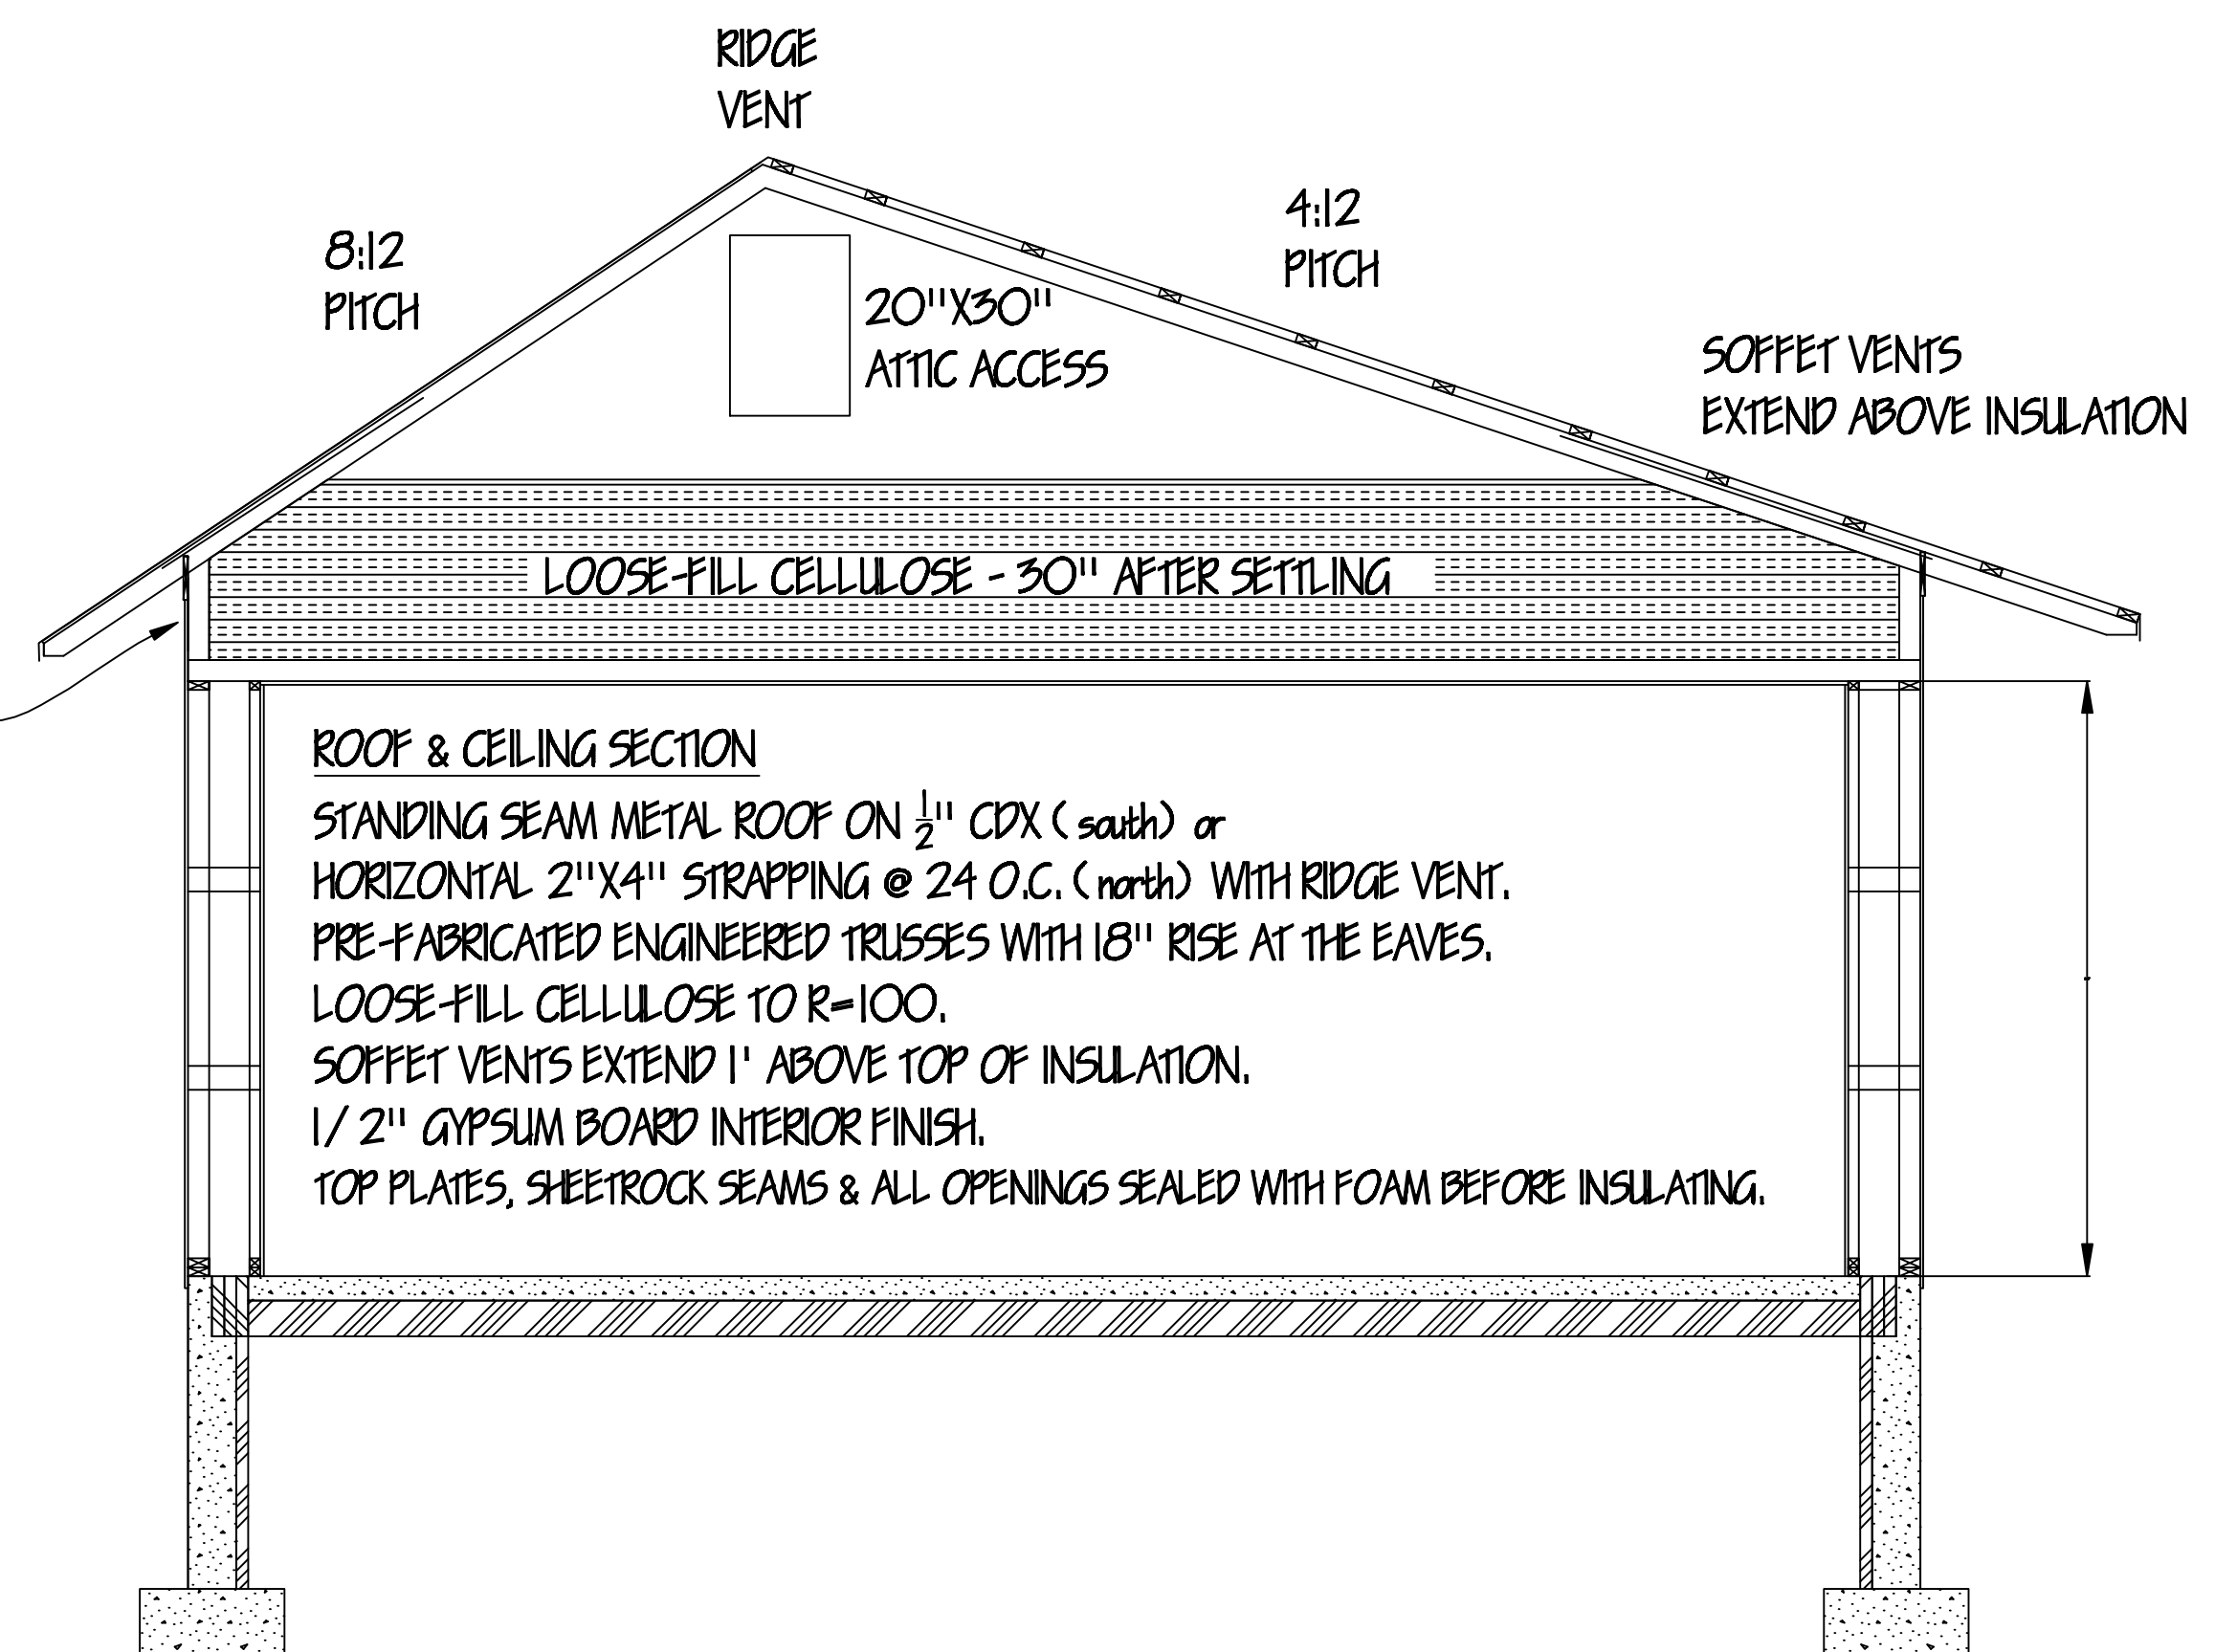 RIDGE
VENT
8:12
PITCH
4:12
PITCH
20"X30"
ATTIC ACCESS
SOFFET VENTS
EXTEND ABOVE INSULATION
LOOSE-FILL CELLULOSE - 30" AFTER SETTLING
ROOF & CEILING SECTION
STANDING SEAM METAL ROOF ON ½" CDX (south) or
HORIZONTAL 2"X4" STRAPPING @ 24 O.C. (north) WITH RIDGE VENT.
PRE-FABRICATED ENGINEERED TRUSSES WITH 18" RISE AT THE EAVES.
LOOSE-FILL CELLULOSE TO R=100.
SOFFET VENTS EXTEND 1' ABOVE TOP OF INSULATION.
1/2" GYPSUM BOARD INTERIOR FINISH.
TOP PLATES, SHEETROCK SEAMS & ALL OPENINGS SEALED WITH FOAM BEFORE INSULATING.